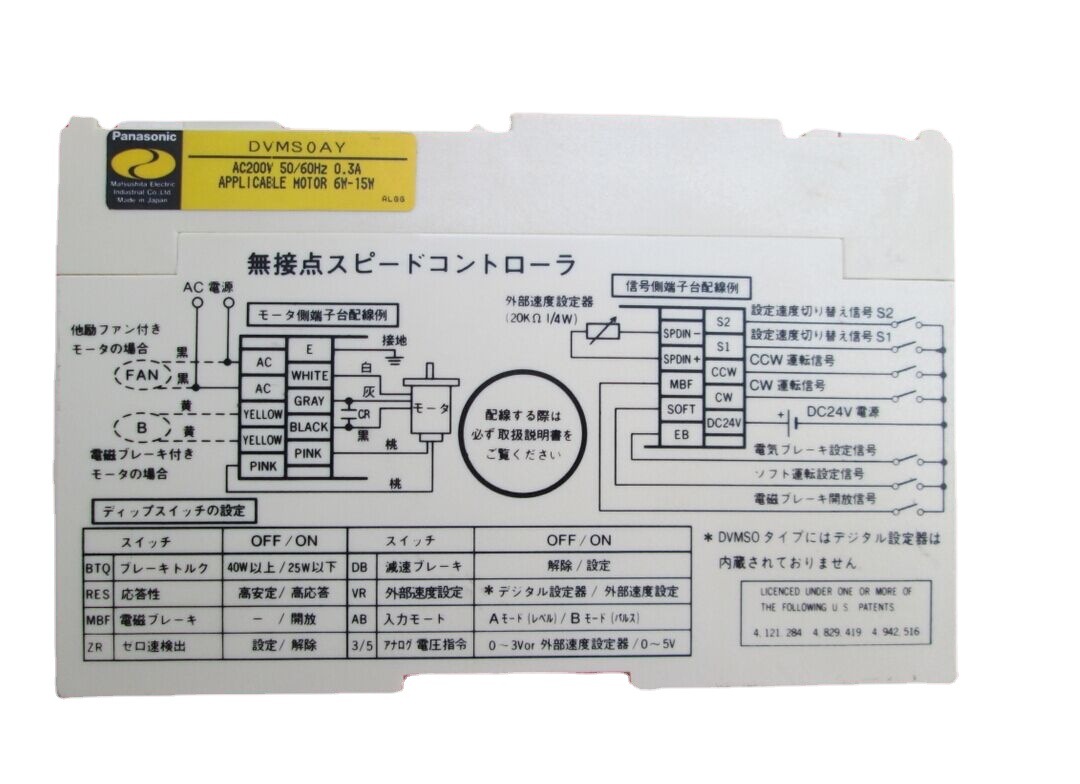 Panasonic
Matsushita Electric
Industrial Co.,Ltd.
Made in Japan
DVMS0AY
AC200V 50/60Hz 0.3A
APPLICABLE MOTOR 6W-15W
ALGG
無接点スピードコントローラ
AC 電源
モータ側端子台配線例
他励ファン付き
モータの場合
黒
FAN
黒
黄
B
黄
電磁ブレーキ付き
モータの場合
AC
AC
YELLOW
YELLOW
PINK
E
WHITE
GRAY
BLACK
PINK
接地
白
灰
CR
黒
桃
桃
モータ
配線する際は
必ず取扱説明書を
ご覧ください
信号側端子台配線例
外部速度設定器
(20KΩ 1/4W)
SPDIN −
SPDIN +
MBF
SOFT
EB
S2
S1
CCW
CW
DC24V
設定速度切り替え信号 S2
設定速度切り替え信号 S1
CCW 運転信号
CW 運転信号
+
DC24V 電源
電気ブレーキ設定信号
ソフト運転設定信号
電磁ブレーキ開放信号
ディップスイッチの設定
スイッチ OFF/ON スイッチ OFF/ON
BTQ ブレーキトルク 40W以上/25W以下 DB 減速ブレーキ 解除/設定
RES 応答性 高安定/高応答 VR 外部速度設定 *デジタル設定器/外部速度設定
MBF 電磁ブレーキ −/開放 AB 入力モート Aモード(レベル)/Bモード(パルス)
ZR ゼロ速検出 設定/解除 3/5 アナログ電圧指令 0〜3Vor 外部速度設定器/0〜5V
* DVMS0タイプにはデジタル設定器は
内蔵されておりません
LICENCED UNDER ONE OR MORE OF
THE FOLLOWING U.S. PATENTS
4.121.284 4.829.419 4.942.516